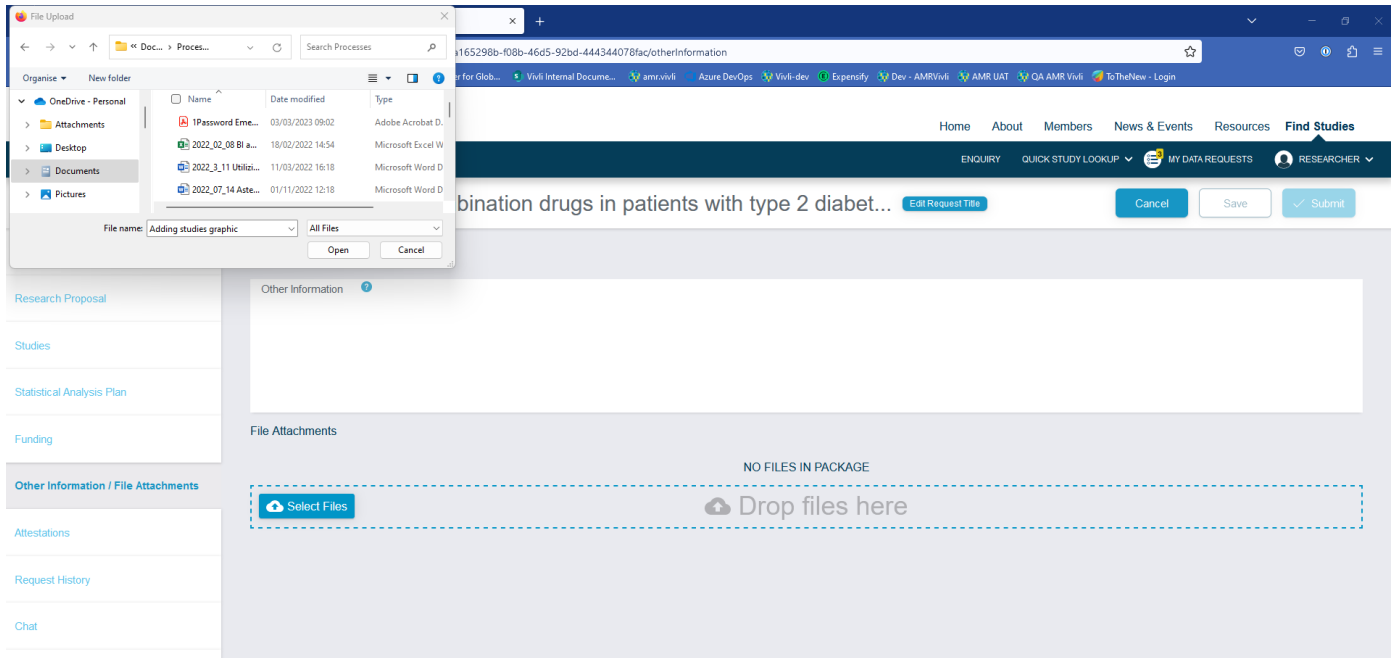 File Upload
« Doc... › Proces...
Search Processes
a165298b-f08b-46d5-92bd-444344078fac/otherInformation
Organise
New folder
er for Glob...
Vivli Internal Docume...
amr.vivli
Azure DevOps
Vivli-dev
Expensify
Dev - AMRVivli
AMR UAT
QA AMR Vivli
ToTheNew - Login
OneDrive - Personal
Attachments
Desktop
Documents
Pictures
Name Date modified Type
1Password Eme... 03/03/2023 09:02 Adobe Acrobat D.
2022_02_08 BI a... 18/02/2022 14:54 Microsoft Excel W
2022_3_11 Utilizi... 11/03/2022 16:18 Microsoft Word D
2022_07_14 Aste... 01/11/2022 12:18 Microsoft Word D
File name: Adding studies graphic
All Files
Open
Cancel
Home About Members News & Events Resources Find Studies
ENQUIRY QUICK STUDY LOOKUP MY DATA REQUESTS RESEARCHER
bination drugs in patients with type 2 diabet... Edit Request Title
Cancel
Save
Submit
Research Proposal
Studies
Statistical Analysis Plan
Funding
Other Information / File Attachments
Attestations
Request History
Chat
Other Information
File Attachments
NO FILES IN PACKAGE
Select Files
Drop files here